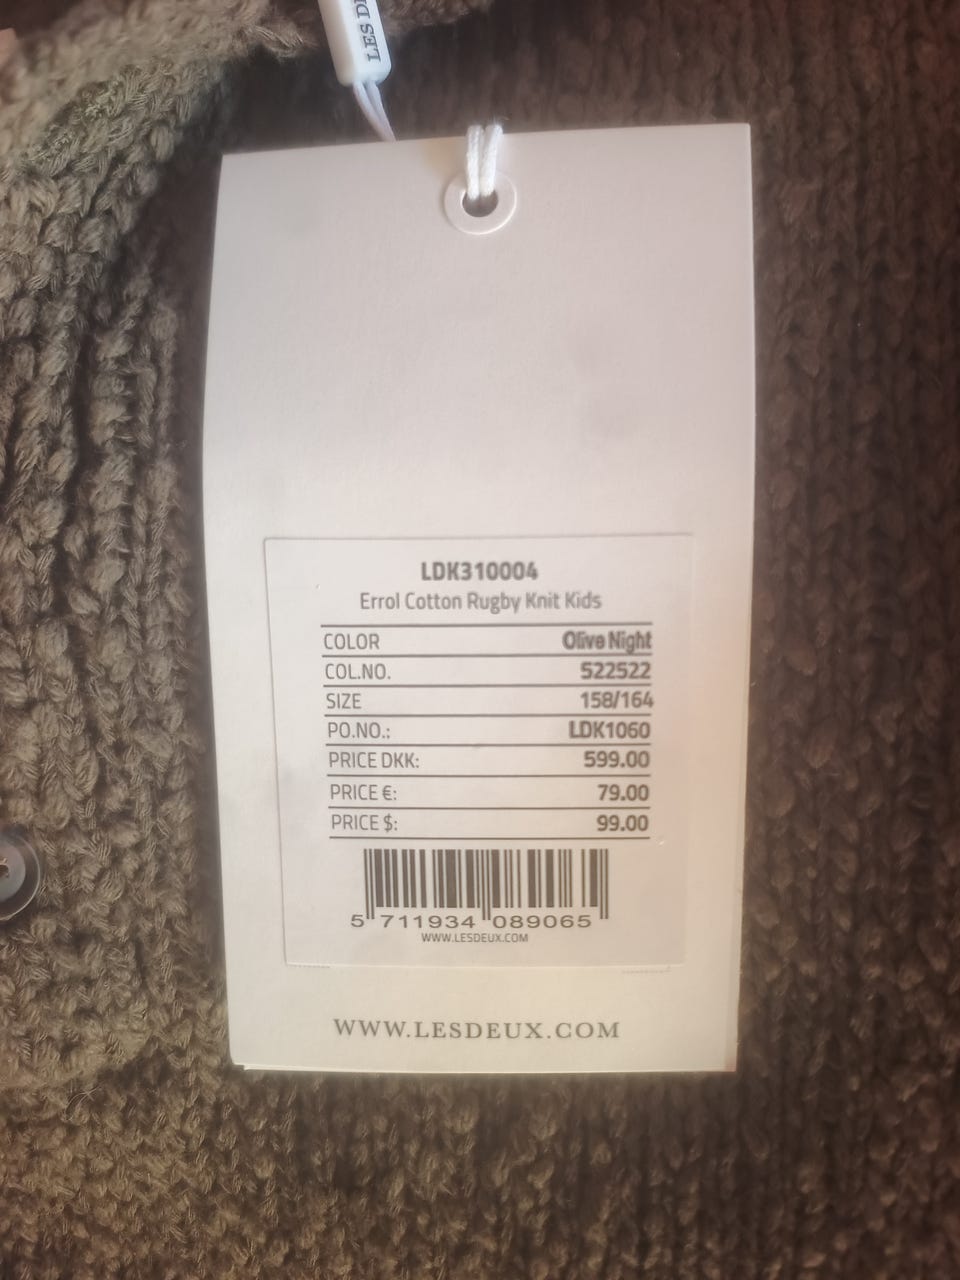 LES DE
LDK310004
Errol Cotton Rugby Knit Kids
COLOR Olive Night
COL.NO. 522522
SIZE 158/164
PO.NO.: LDK1060
PRICE DKK: 599.00
PRICE €: 79.00
PRICE $: 99.00
5 711934 089065
WWW.LESDEUX.COM
WWW.LESDEUX.COM